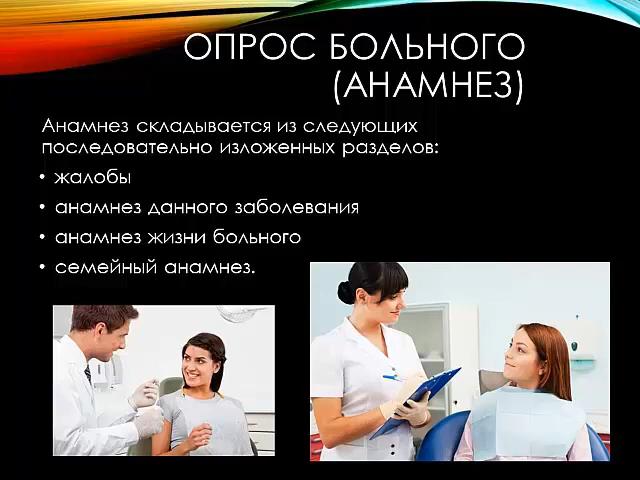 ОПРОС БОЛЬНОГО
(АНАМНЕЗ)
Анамнез складывается из следующих
последовательно изложенных разделов:
• жалобы
• анамнез данного заболевания
• анамнез жизни больного
• семейный анамнез.